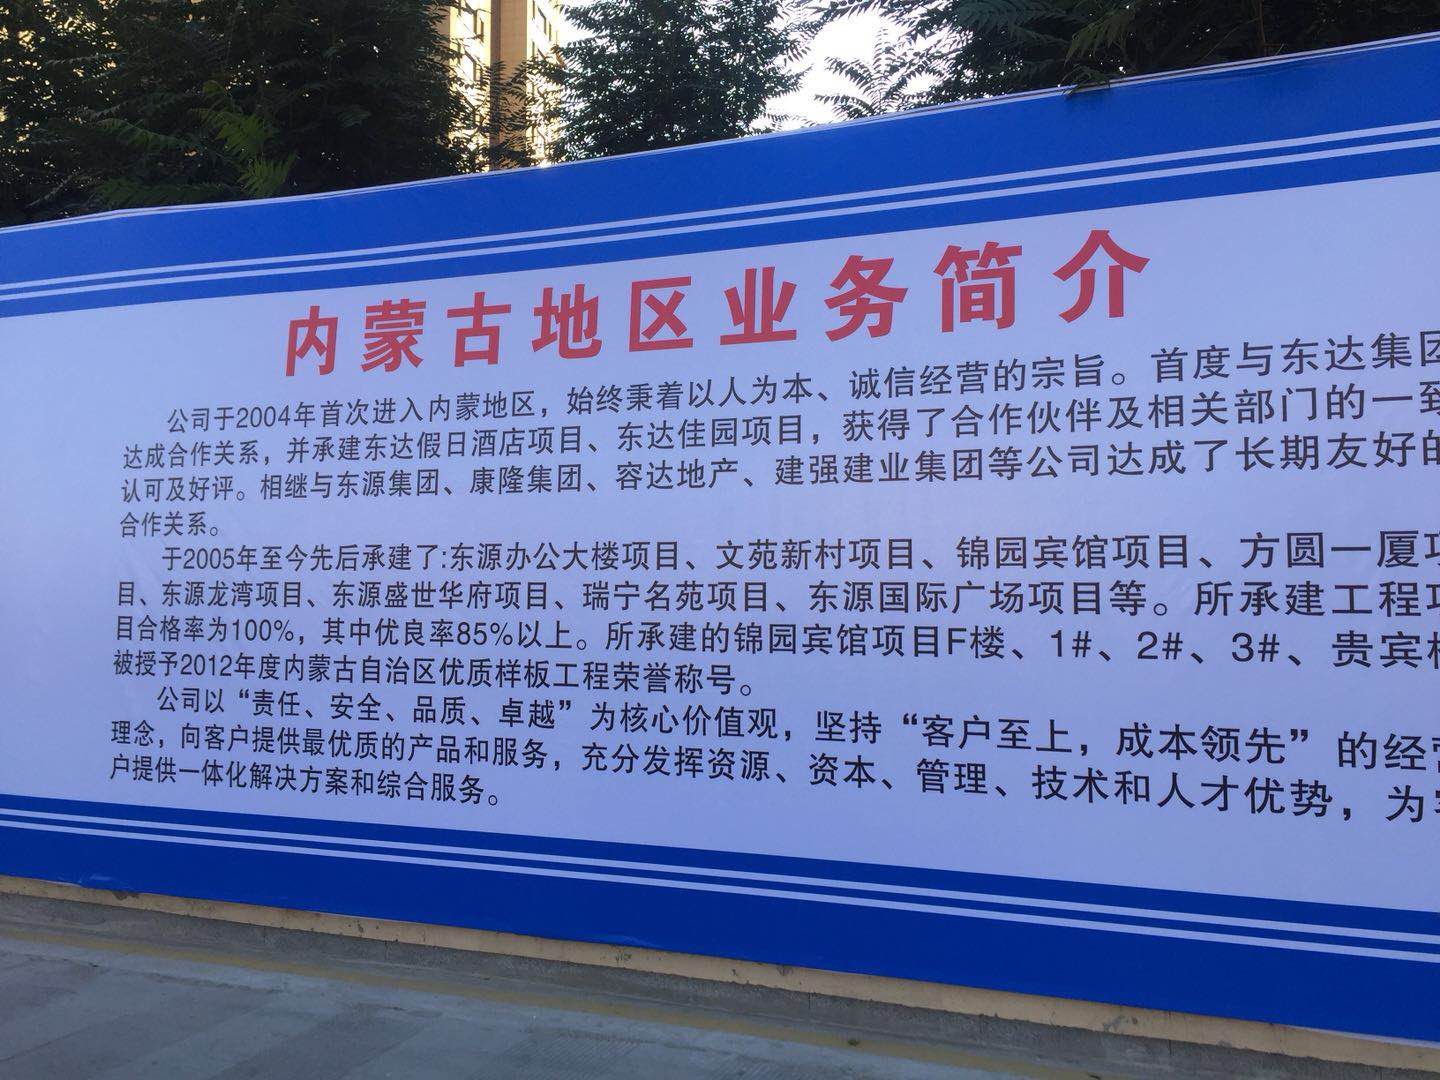 内蒙古地区业务简介
公司于2004年首次进入内蒙地区，始终秉着以人为本、诚信经营的宗旨。首度与东达集团
达成合作关系，并承建东达假日酒店项目、东达佳园项目，获得了合作伙伴及相关部门的一致
认可及好评。相继与东源集团、康隆集团、容达地产、建强建业集团等公司达成了长期友好的
合作关系。
于2005年至今先后承建了:东源办公大楼项目、文苑新村项目、锦园宾馆项目、方圆一厦项
目、东源龙湾项目、东源盛世华府项目、瑞宁名苑项目、东源国际广场项目等。所承建工程项
目合格率为100%，其中优良率85%以上。所承建的锦园宾馆项目F楼、1#、2#、3#、贵宾楼
被授予2012年度内蒙古自治区优质样板工程荣誉称号。
公司以“责任、安全、品质、卓越”为核心价值观，坚持“客户至上，成本领先”的经营
理念，向客户提供最优质的产品和服务，充分发挥资源、资本、管理、技术和人才优势，为客
户提供一体化解决方案和综合服务。